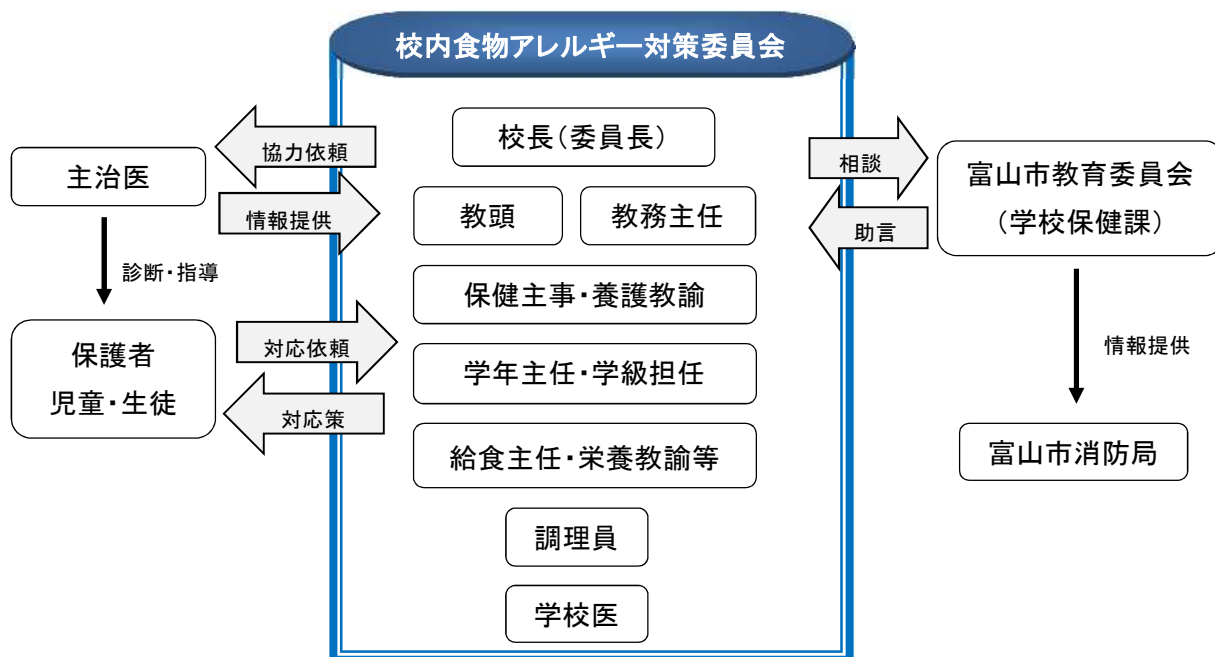 校内食物アレルギー対策委員会
校長(委員長)
教頭
教務主任
保健主事・養護教諭
学年主任・学級担任
給食主任・栄養教諭等
調理員
学校医
協力依頼
主治医
情報提供
診断・指導
保護者
児童・生徒
対応依頼
対応策
相談
助言
富山市教育委員会
(学校保健課)
情報提供
富山市消防局